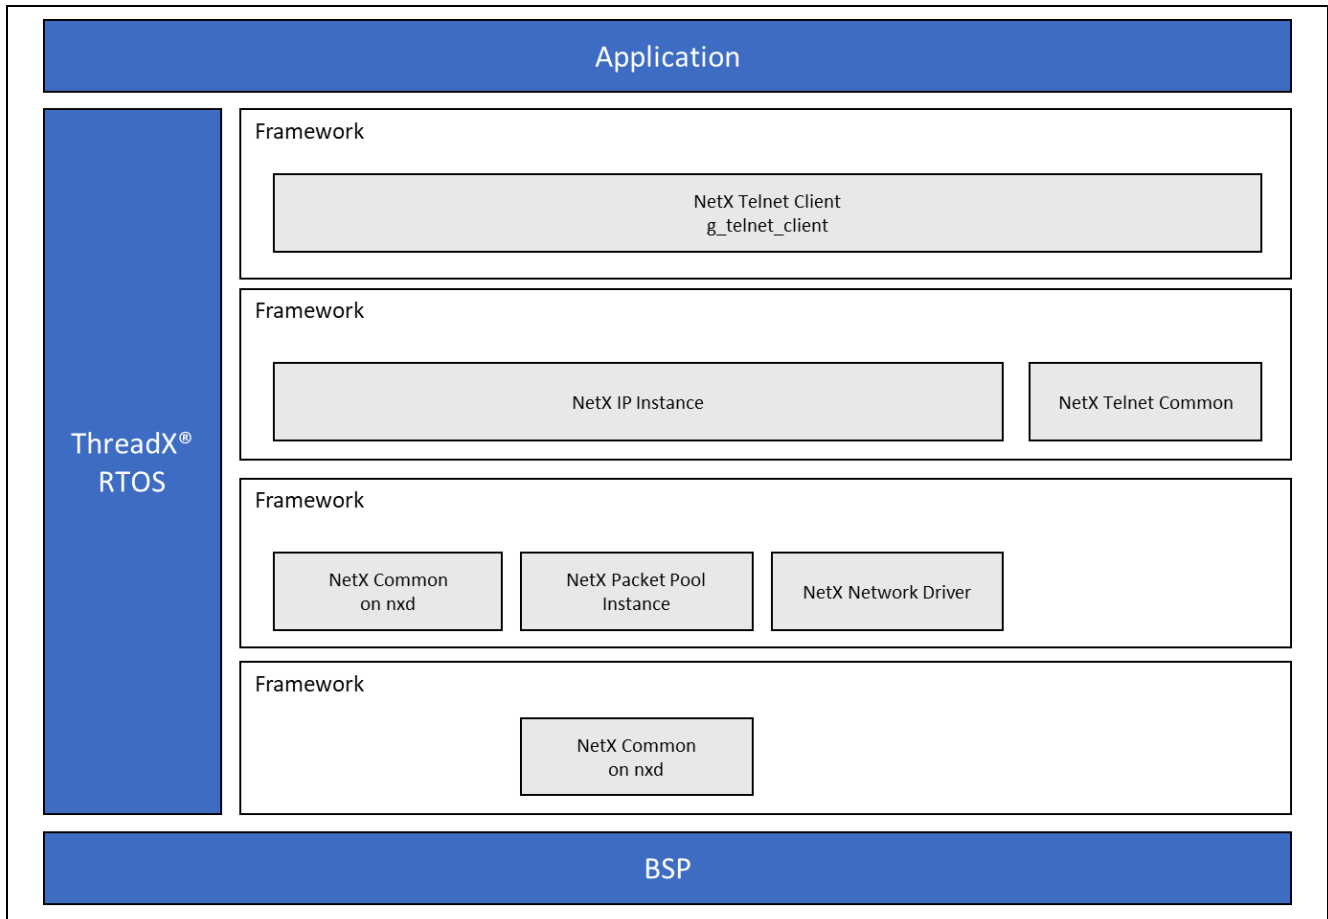 Application
ThreadX®
RTOS
Framework
NetX Telnet Client
g_telnet_client
Framework
NetX IP Instance
NetX Telnet Common
Framework
NetX Common
on nxd
NetX Packet Pool
Instance
NetX Network Driver
Framework
NetX Common
on nxd
BSP